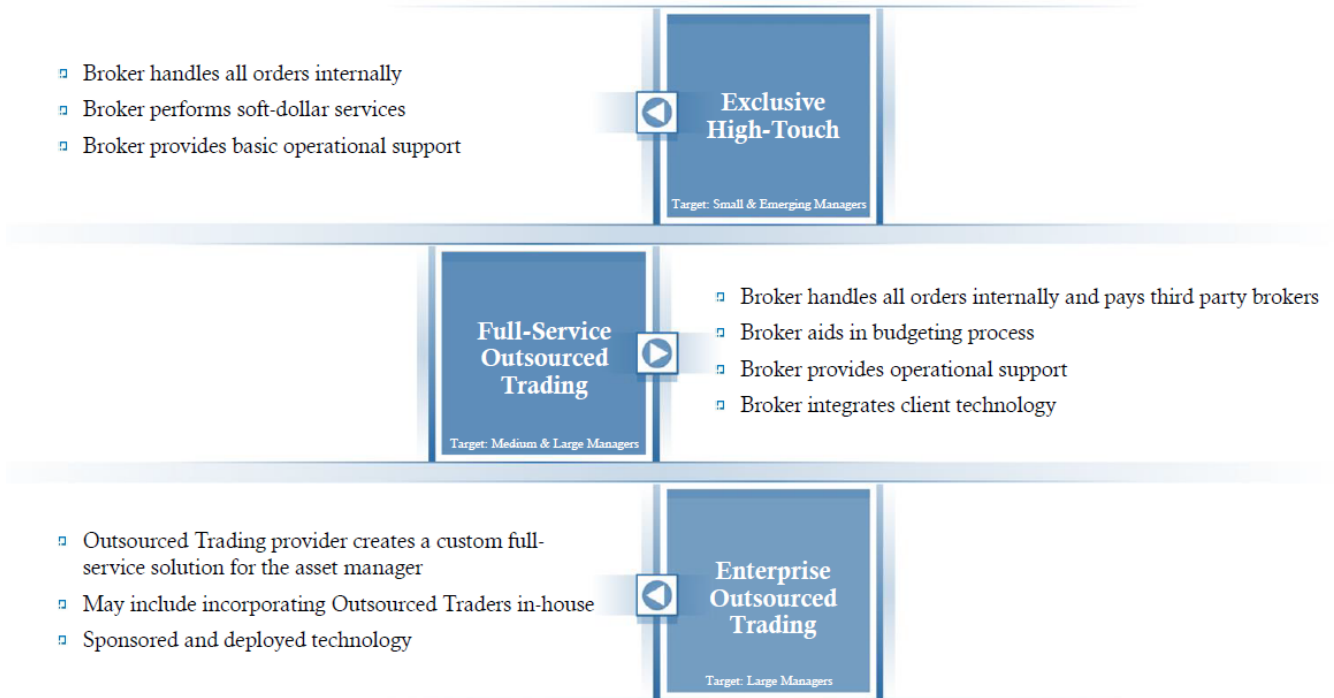 Broker handles all orders internally
Broker performs soft-dollar services
Broker provides basic operational support
Exclusive
High-Touch
Target: Small & Emerging Managers
Full-Service
Outsourced
Trading
Target: Medium & Large Managers
Broker handles all orders internally and pays third party brokers
Broker aids in budgeting process
Broker provides operational support
Broker integrates client technology
Outsourced Trading provider creates a custom full-
service solution for the asset manager
May include incorporating Outsourced Traders in-house
Sponsored and deployed technology
Enterprise
Outsourced
Trading
Target: Large Managers